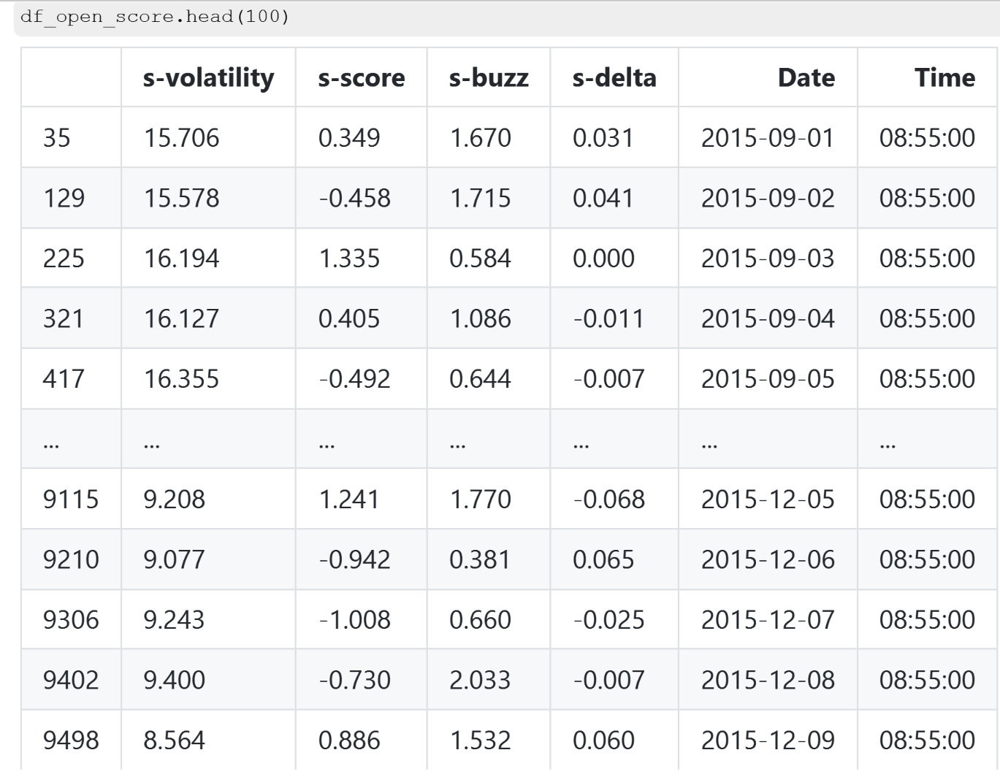 df_open_score.head(100)
s-volatility s-score s-buzz s-delta Date Time
35 15.706 0.349 1.670 0.031 2015-09-01 08:55:00
129 15.578 -0.458 1.715 0.041 2015-09-02 08:55:00
225 16.194 1.335 0.584 0.000 2015-09-03 08:55:00
321 16.127 0.405 1.086 -0.011 2015-09-04 08:55:00
417 16.355 -0.492 0.644 -0.007 2015-09-05 08:55:00
... ... ... ... ... ... ...
9115 9.208 1.241 1.770 -0.068 2015-12-05 08:55:00
9210 9.077 -0.942 0.381 0.065 2015-12-06 08:55:00
9306 9.243 -1.008 0.660 -0.025 2015-12-07 08:55:00
9402 9.400 -0.730 2.033 -0.007 2015-12-08 08:55:00
9498 8.564 0.886 1.532 0.060 2015-12-09 08:55:00